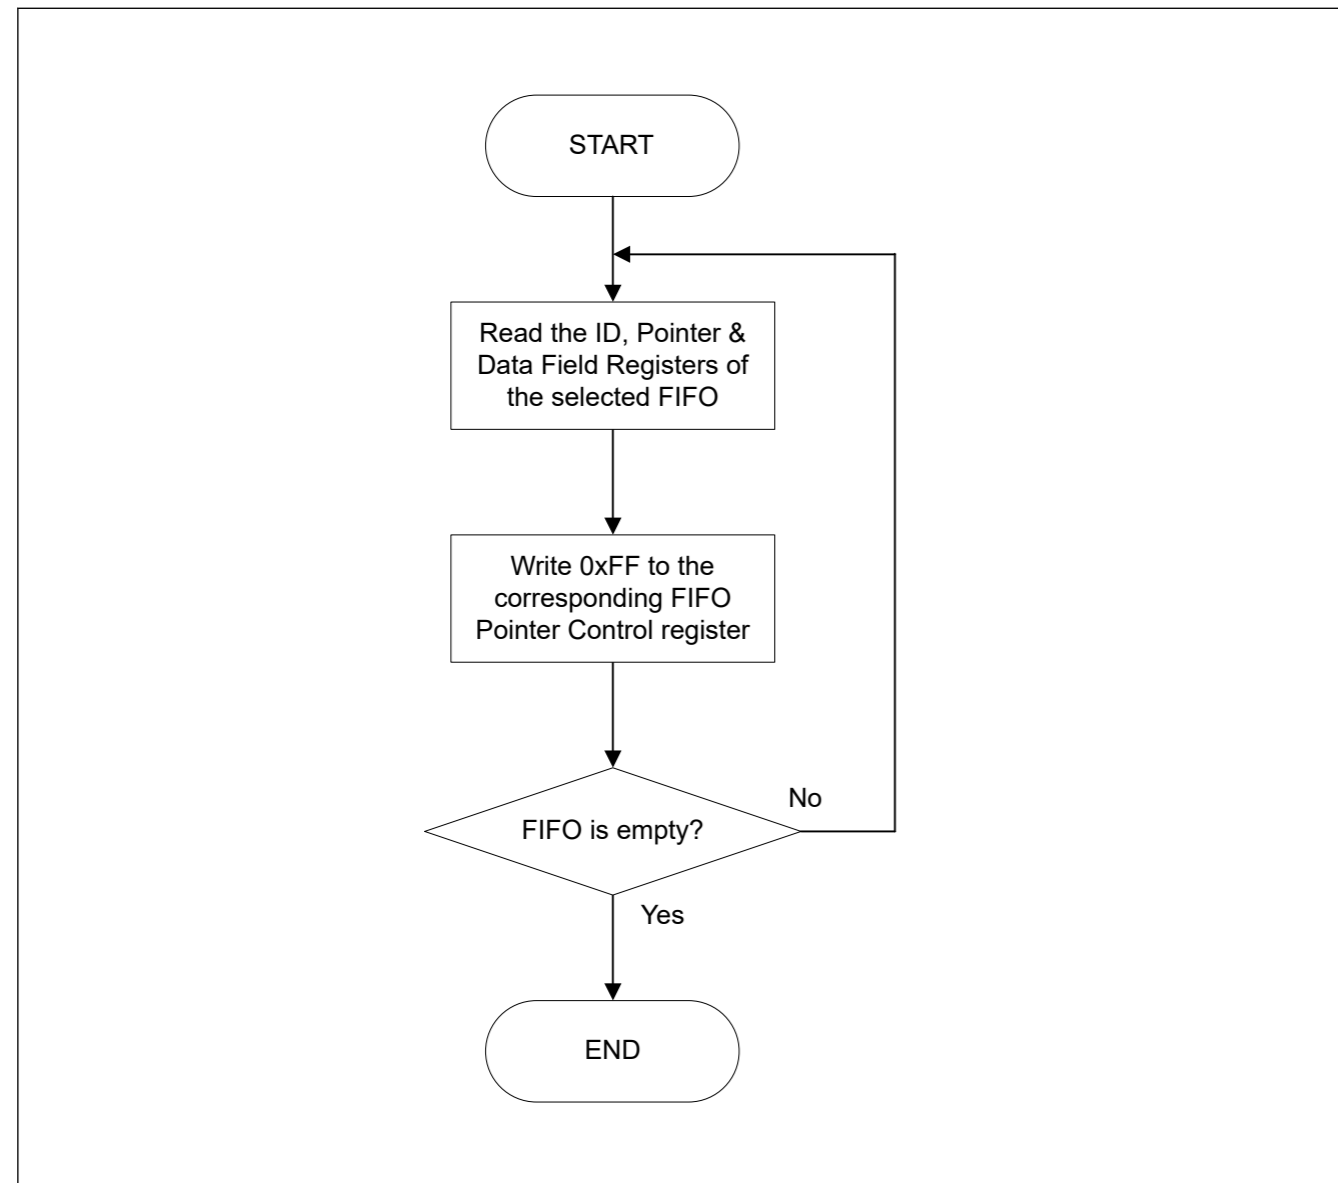 START
Read the ID, Pointer &
Data Field Registers of
the selected FIFO
Write 0xFF to the
corresponding FIFO
Pointer Control register
No
FIFO is empty?
Yes
END